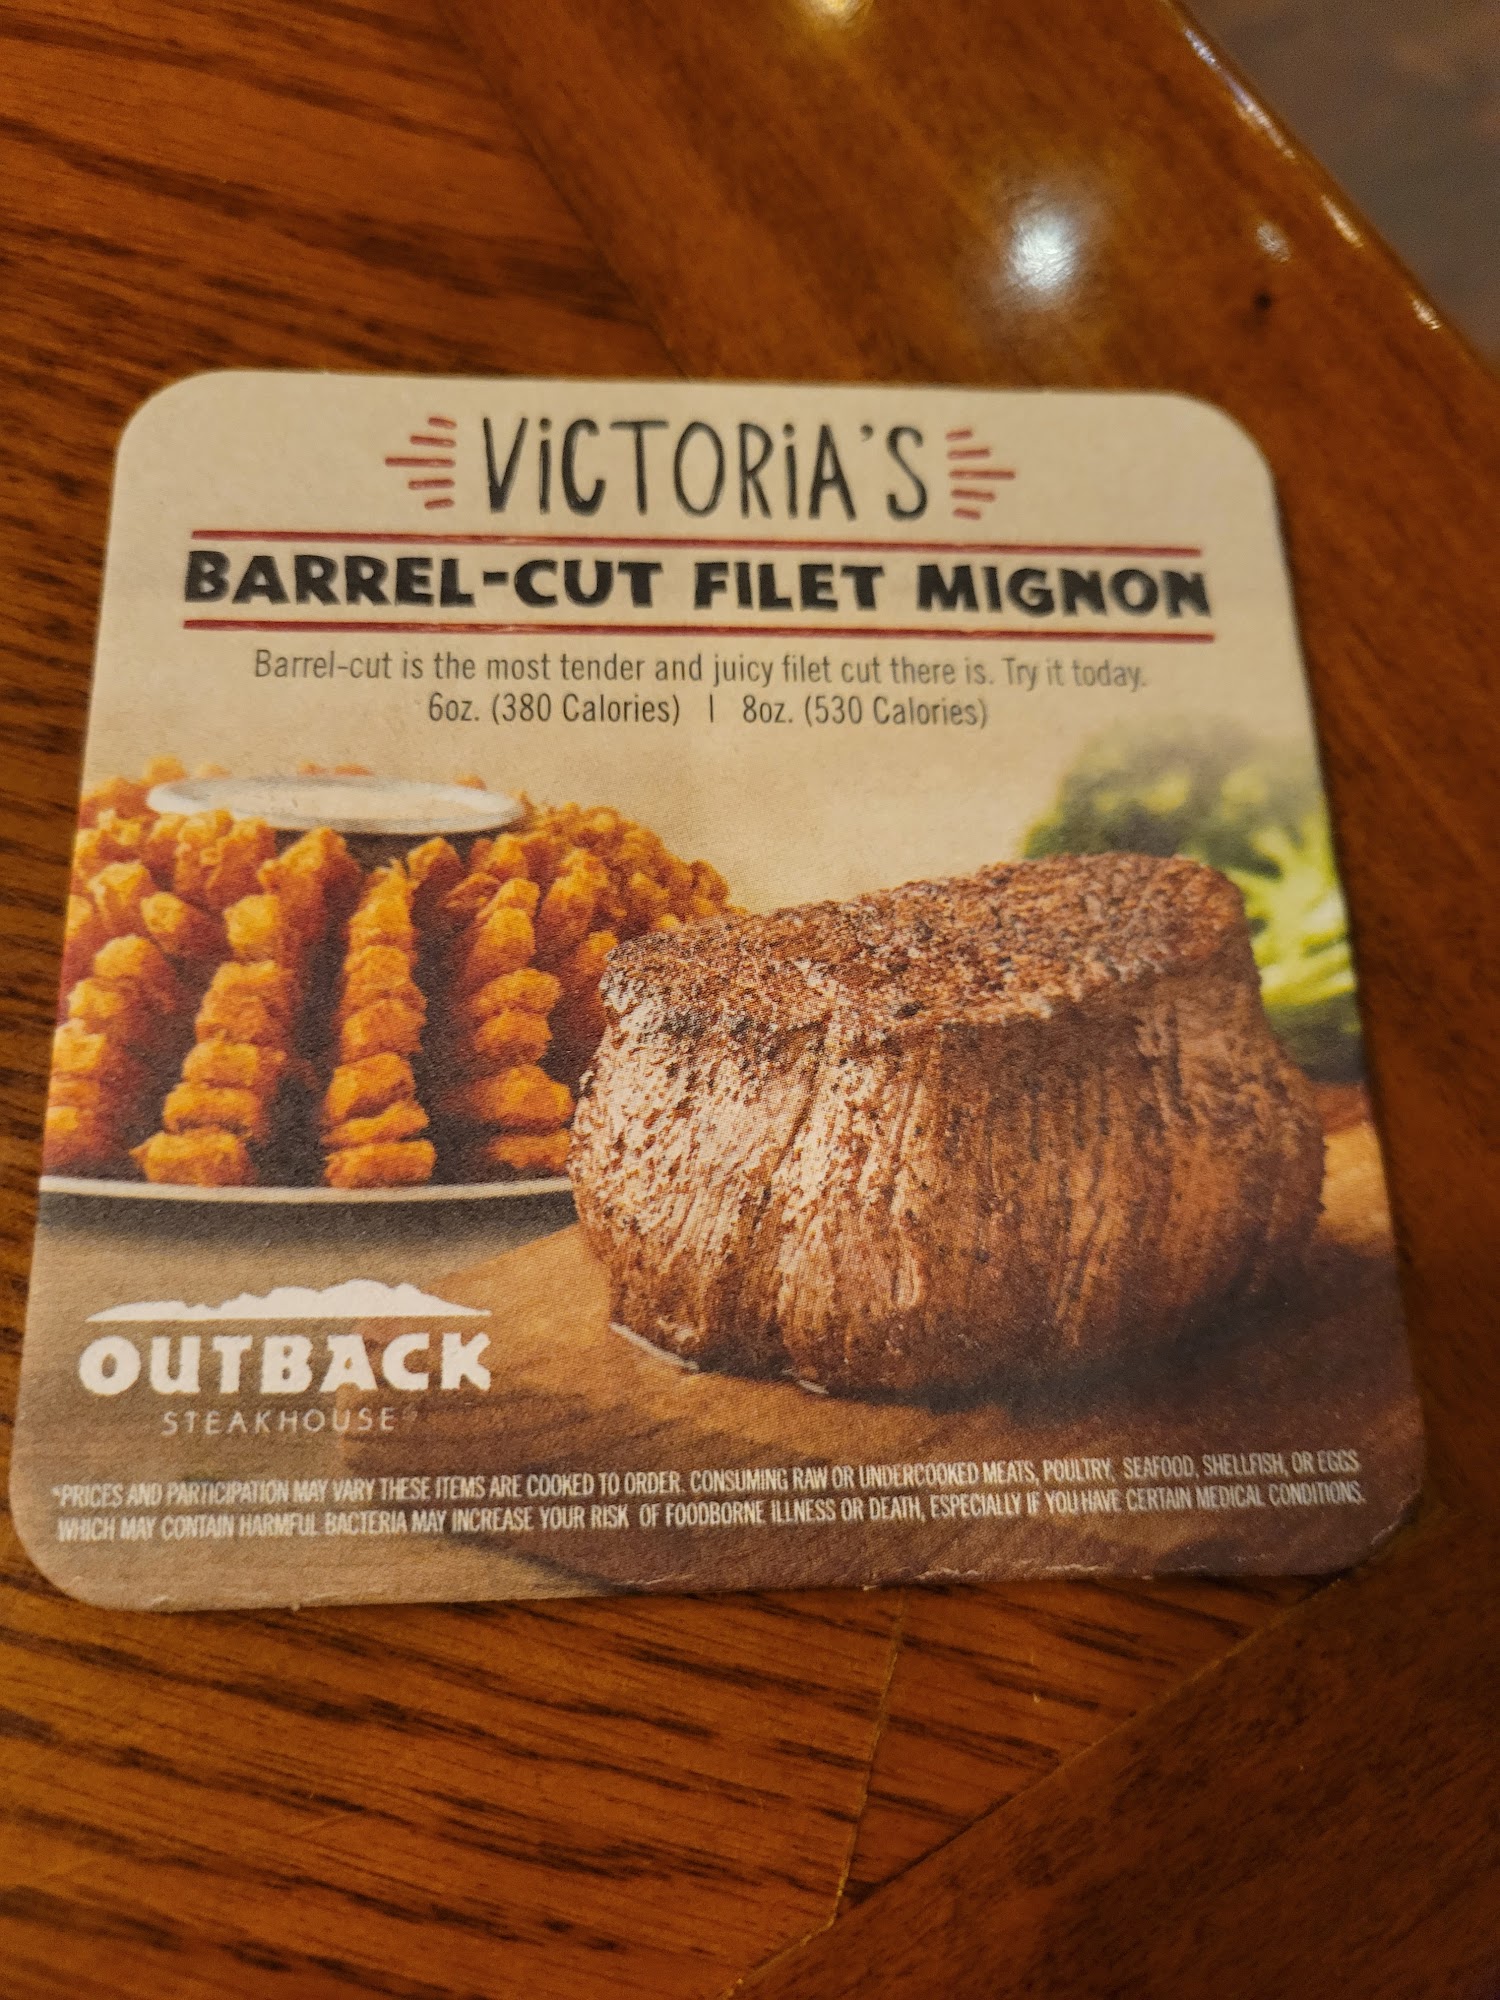 ViCTORiA'S
BARREL-CUT FILET MIGNON
Barrel-cut is the most tender and juicy filet cut there is. Try it today.
6oz. (380 Calories) | 8oz. (530 Calories)
OUTBACK
STEAKHOUSE
*PRICES AND PARTICIPATION MAY VARY THESE ITEMS ARE COOKED TO ORDER. CONSUMING RAW OR UNDERCOOKED MEATS, POULTRY, SEAFOOD, SHELLFISH, OR EGGS
WHICH MAY CONTAIN HARMFUL BACTERIA MAY INCREASE YOUR RISK OF FOODBORNE ILLNESS OR DEATH, ESPECIALLY IF YOU HAVE CERTAIN MEDICAL CONDITIONS.